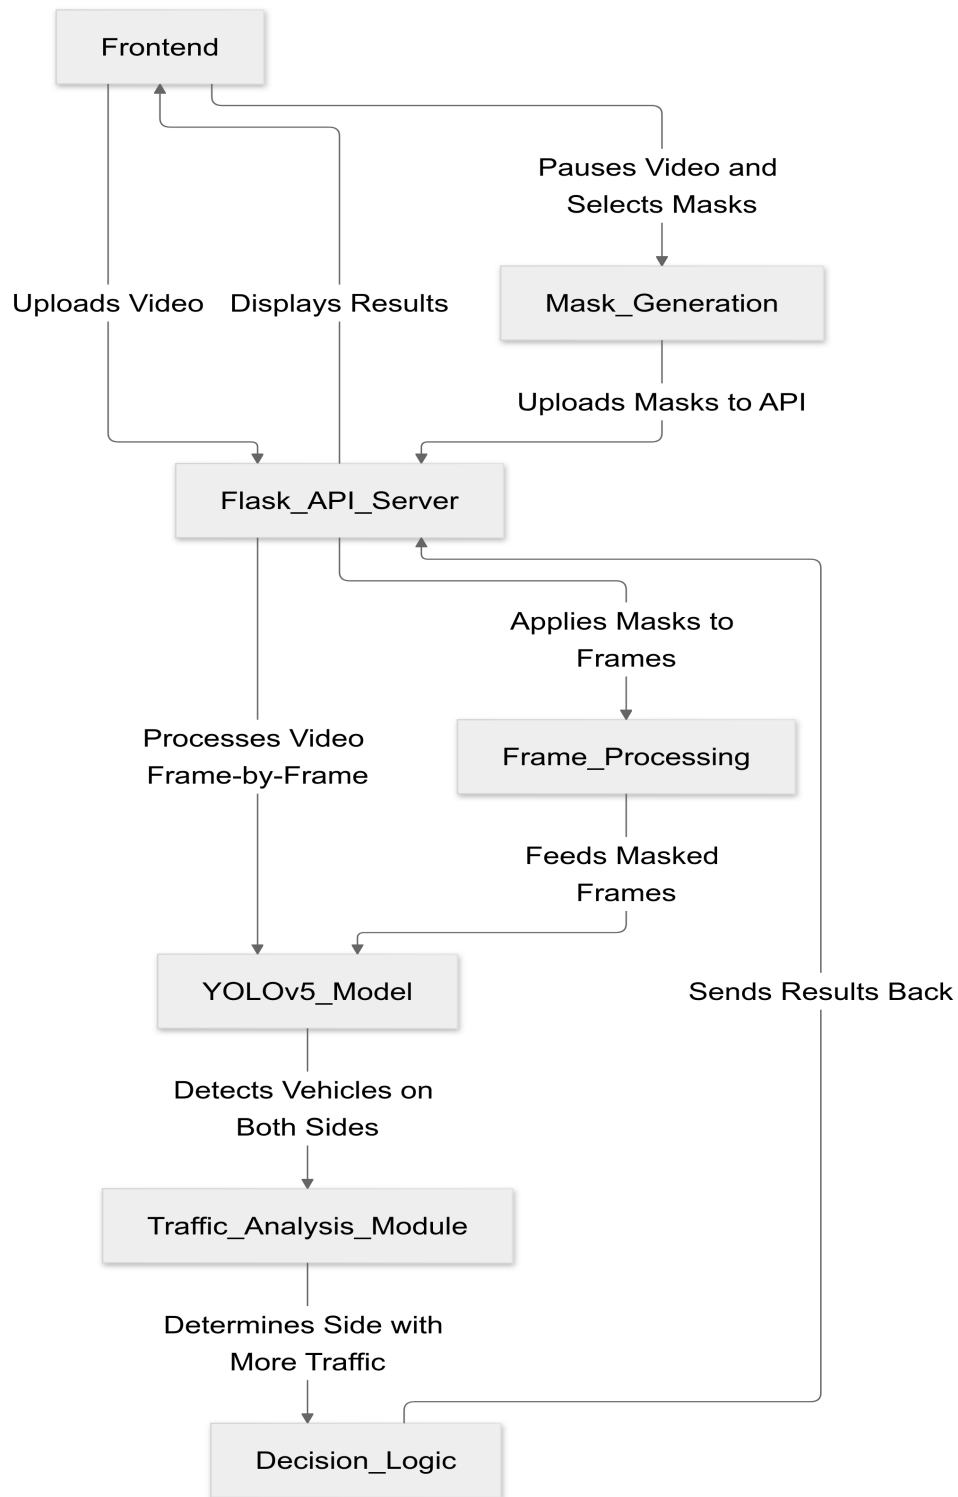 Frontend
Pauses Video and
Selects Masks
Uploads Video
Displays Results
Mask_Generation
Uploads Masks to API
Flask_API_Server
Applies Masks to
Frames
Processes Video
Frame-by-Frame
Frame_Processing
Feeds Masked
Frames
YOLOv5_Model
Sends Results Back
Detects Vehicles on
Both Sides
Traffic_Analysis_Module
Determines Side with
More Traffic
Decision_Logic